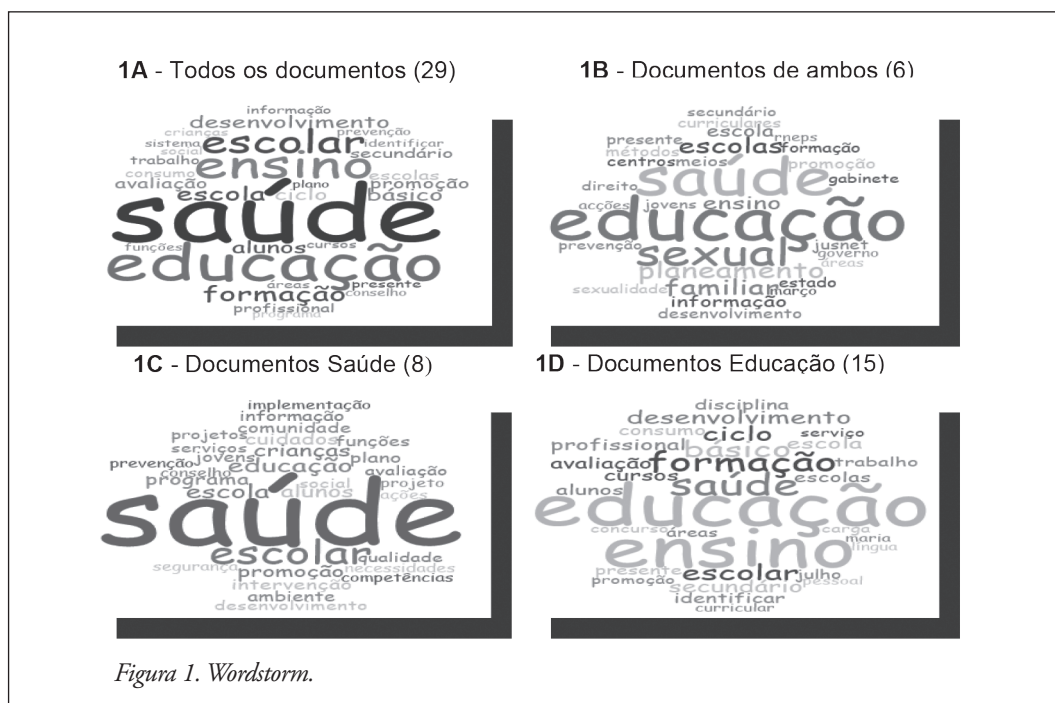 1A - Todos os documentos (29)
informação
desenvolvimento
crianças prevenção
sistema escolar identificar
social secundário
trabalho ensino
consumo escolas
avaliação plano promoção
escola ciclo básico
saúde
funções alunos cursos
educação
áreas presente
formação conselho
profissional
programa
1B - Documentos de ambos (6)
secundário
curriculares
escola
presente escolas rneps formação
métodos
centros meios promoção
saúde gabinete
direito
acções jovens ensino
educação
prevenção sexual jusnet
governo
planeamento áreas
sexualidade familiar estado
março
informação
desenvolvimento
1C - Documentos Saúde (8)
implementação
informação
comunidade
projetos cuidados funções
serviços crianças
jovens plano
prevenção educação
conselho avaliação
programa social projeto
escola alunos ações
saúde
escolar qualidade
segurança necessidades
promoção competências
intervenção
ambiente
desenvolvimento
1D - Documentos Educação (15)
disciplina
desenvolvimento
consumo ciclo serviço
profissional básico escola
avaliação formação trabalho
cursos escolas
alunos saúde
educação
concurso áreas carga
ensino maria
língua
presente escolar julho
promoção secundário pessoal
identificar
curricular
Figura 1. Wordstorm.